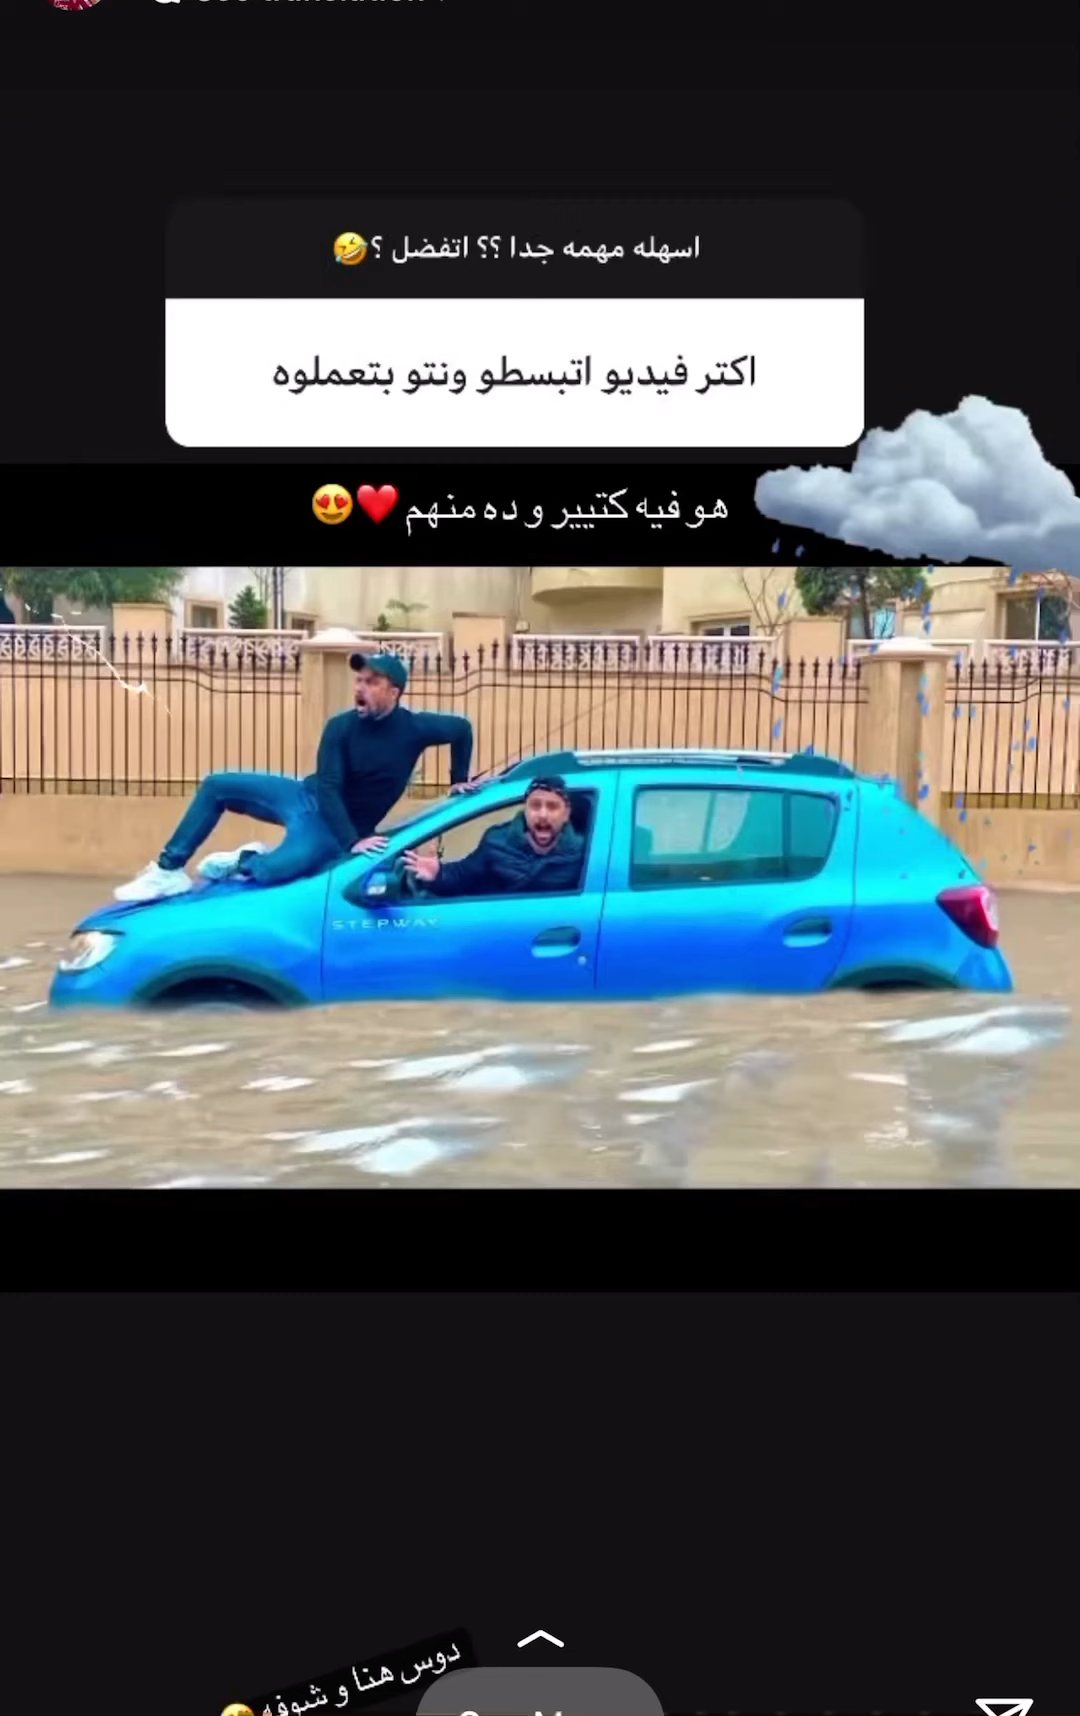 اسهله مهمه جدا ؟؟ اتفضل ؟🤣
اكتر فيديو اتبسطو ونتو بتعملوه
هو فيه كتيير و ده منهم ❤️😍
STEPWAY
دوس هنا و شوفه